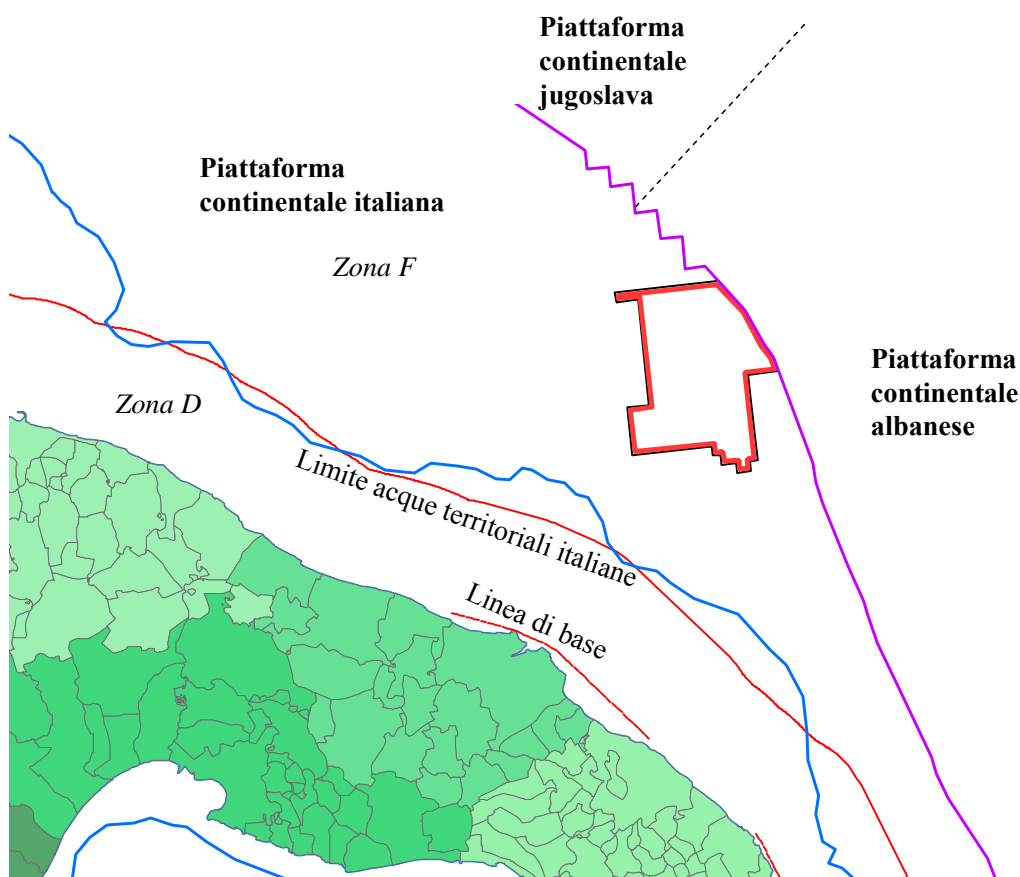 Piattaforma
continentale
jugoslava
Piattaforma
continentale italiana
Zona F
Piattaforma
continentale
albanese
Zona D
Limite acque territoriali italiane
Linea di base